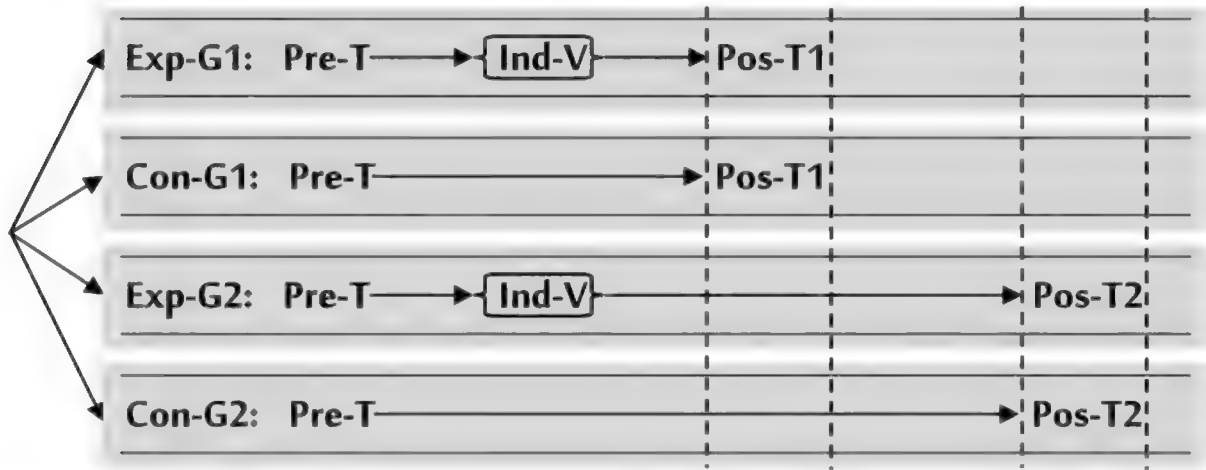 Exp-G1: Pre-T Ind-V Pos-T1
Con-G1: Pre-T Pos-T1
Exp-G2: Pre-T Ind-V Pos-T2
Con-G2: Pre-T Pos-T2